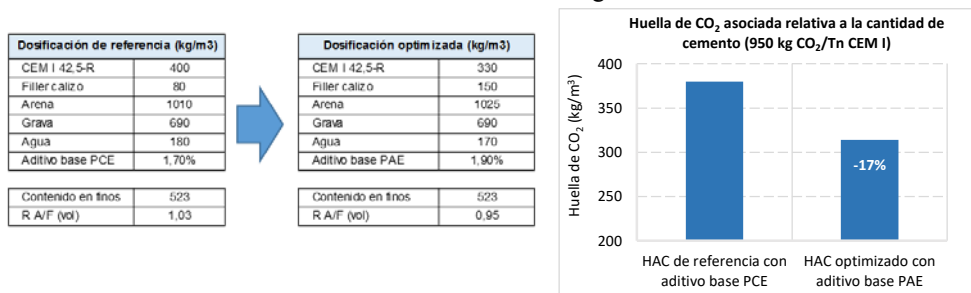 Dosificación de referencia (kg/m3)
CEM I 42,5-R 400
Filler calizo 80
Arena 1010
Grava 690
Agua 180
Aditivo base PCE 1,70%
Contenido en finos 523
R A/F (vol) 1,03
Dosificación optimizada (kg/m3)
CEM I 42,5-R 330
Filler calizo 150
Arena 1025
Grava 690
Agua 170
Aditivo base PAE 1,90%
Contenido en finos 523
R A/F (vol) 0,95
Huella de CO₂ asociada relativa a la cantidad de
cemento (950 kg CO₂/Tn CEM I)
Huella de CO₂ (kg/m³)
400
350
300
250
200
-17%
HAC de referencia con
aditivo base PCE
HAC optimizado con
aditivo base PAE